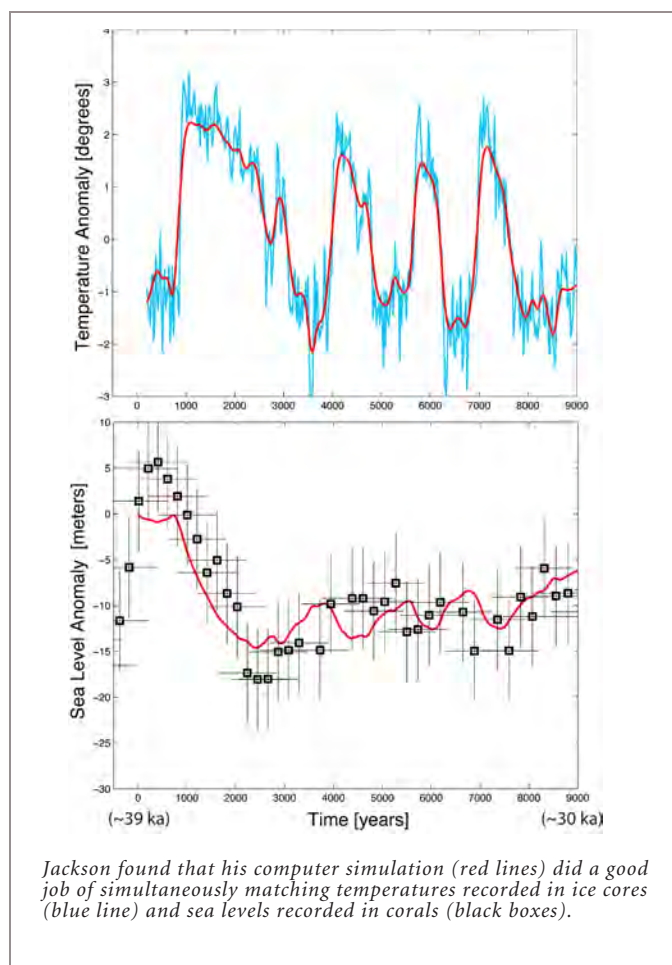 4
3
2
1
0
-1
-2
-3
Temperature Anomaly [degrees]
0 1000 2000 3000 4000 5000 6000 7000 8000 9000
10
5
0
-5
-10
-15
-20
-25
-30
Sea Level Anomaly [meters]
0 1000 2000 3000 4000 5000 6000 7000 8000 9000
(~39 ka) Time [years] (~30 ka)
Jackson found that his computer simulation (red lines) did a good
job of simultaneously matching temperatures recorded in ice cores
(blue line) and sea levels recorded in corals (black boxes).